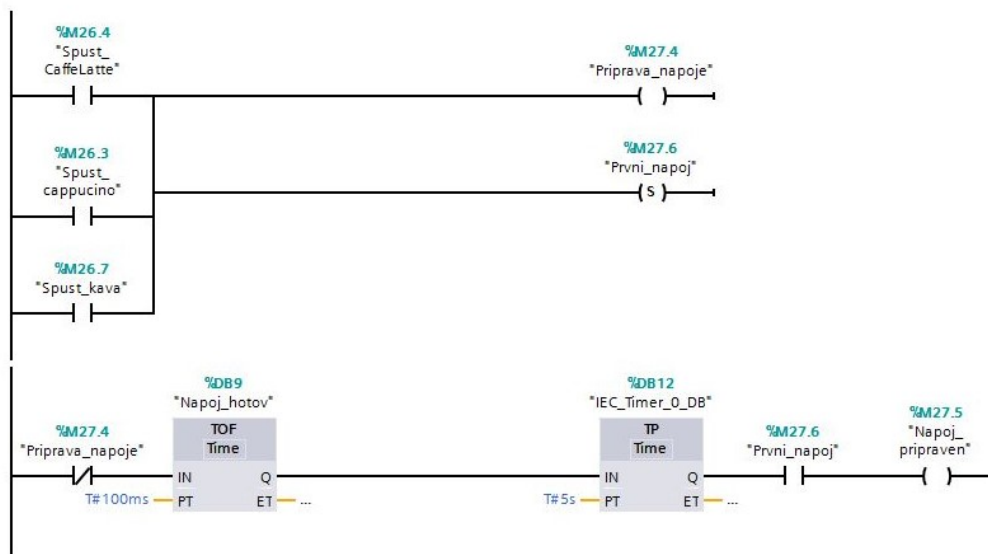 %M26.4
"Spust_
CaffeLatte"
%M27.4
"Priprava_napoje"
%M26.3
"Spust_
cappucino"
%M27.6
"Prvni_napoj"
S
%M26.7
"Spust_kava"
%DB9
"Napoj_hotov"
%DB12
"IEC_Timer_0_DB"
%M27.4
"Priprava_napoje"
TOF
Time
TP
Time
%M27.6
"Prvni_napoj"
%M27.5
"Napoj_
pripraven"
IN Q
IN Q
T#100ms PT ET ...
T#5s PT ET ...